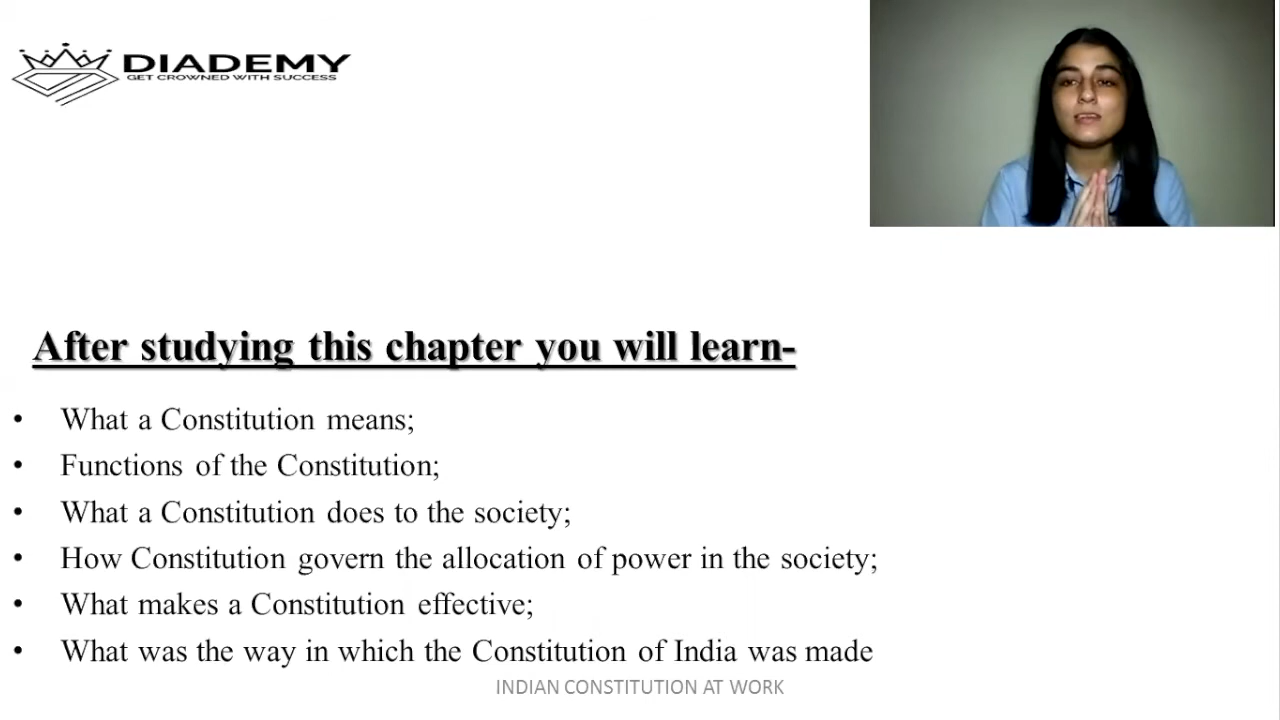 DIADEMY
GET CROWNED WITH SUCCESS
After studying this chapter you will learn-
• What a Constitution means;
• Functions of the Constitution;
• What a Constitution does to the society;
• How Constitution govern the allocation of power in the society;
• What makes a Constitution effective;
• What was the way in which the Constitution of India was made
INDIAN CONSTITUTION AT WORK